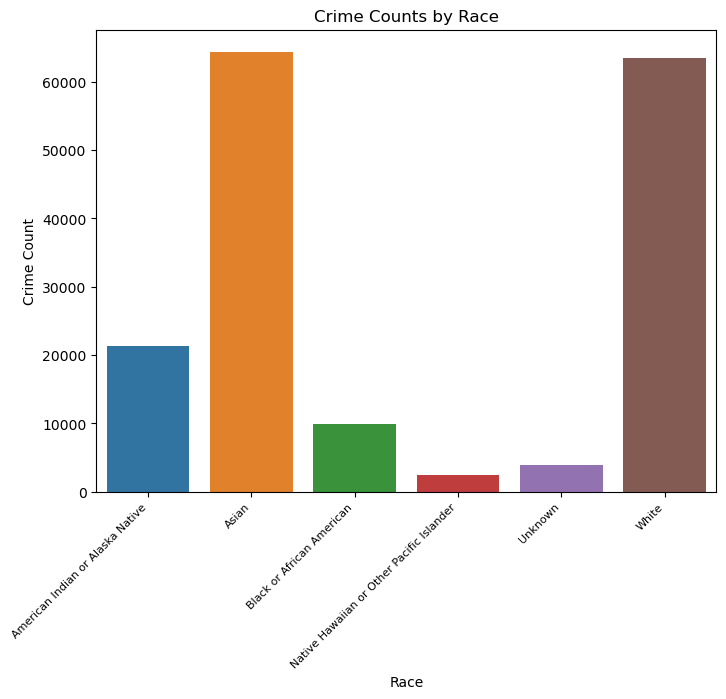 Crime Counts by Race
Crime Count
60000
50000
40000
30000
20000
10000
0
American Indian or Alaska Native
Asian
Black or African American
Native Hawaiian or Other Pacific Islander
Unknown
White
Race